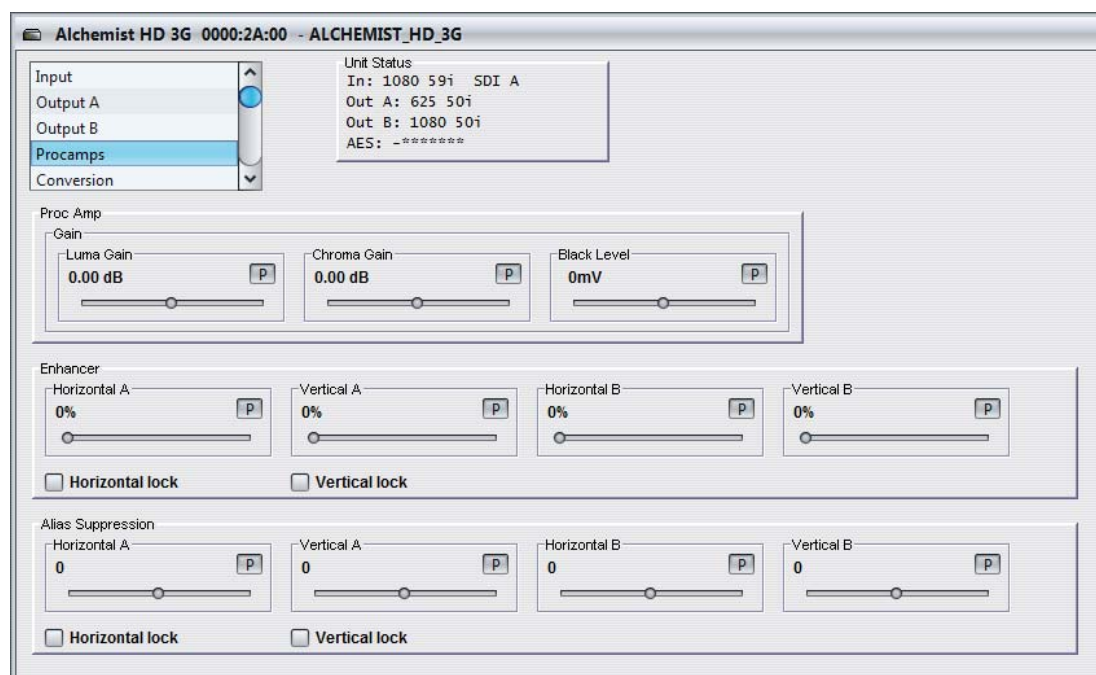 Alchemist HD 3G 0000:2A:00 - ALCHEMIST_HD_3G
Input
Output A
Output B
Procamps
Conversion
Unit Status
In: 1080 59i SDI A
Out A: 625 50i
Out B: 1080 50i
AES: -*******
Proc Amp
Gain
Luma Gain Chroma Gain Black Level
0.00 dB P 0.00 dB P 0mV P
Enhancer
Horizontal A Vertical A Horizontal B Vertical B
0% P 0% P 0% P 0% P
Horizontal lock Vertical lock
Alias Suppression
Horizontal A Vertical A Horizontal B Vertical B
0 P 0 P 0 P 0 P
Horizontal lock Vertical lock